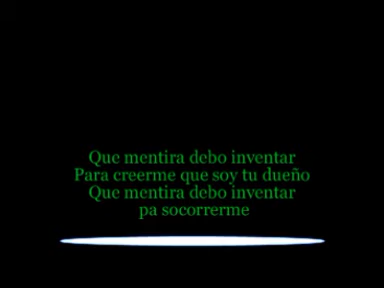 Que mentira debo inventar
Para creerme que soy tu dueño
Que mentira debo inventar
pa socorrerme